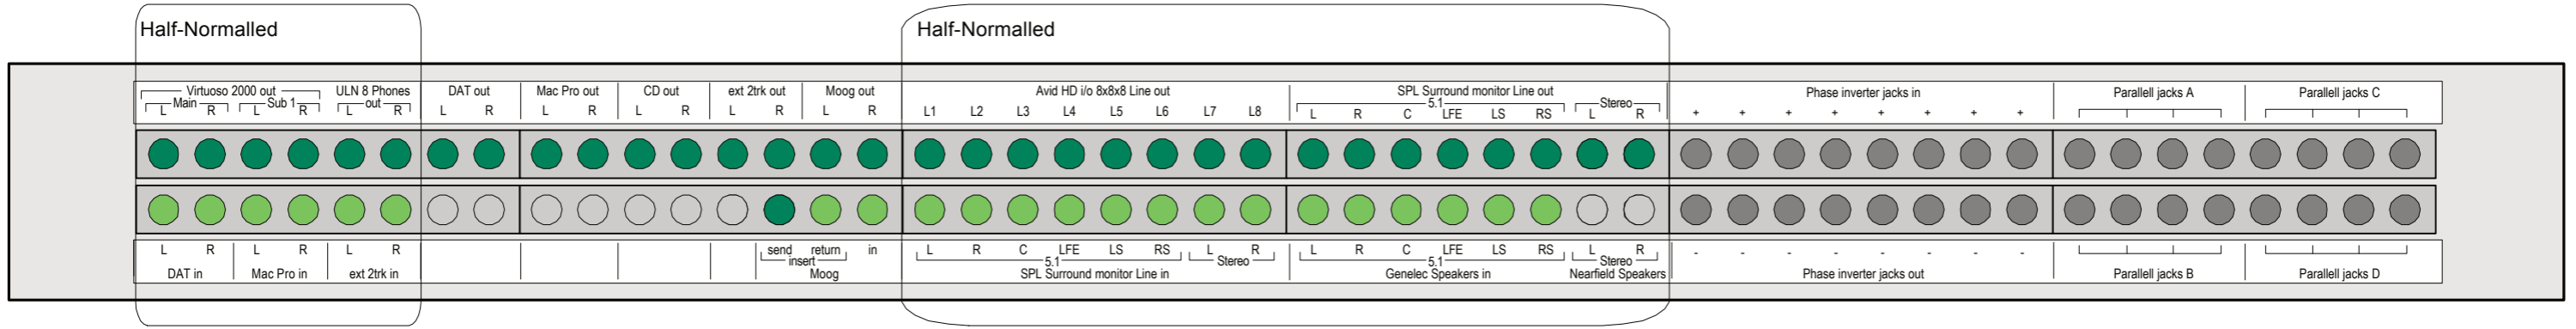 Half-Normalled Half-Normalled
Virtuoso 2000 out ULN 8 Phones DAT out Mac Pro out CD out ext 2trk out Moog out Avid HD i/o 8x8x8 Line out SPL Surround monitor Line out Phase inverter jacks in Parallell jacks A Parallell jacks C
Main Sub 1 out 5.1 Stereo
L R L R L R L R L R L R L R L R L1 L2 L3 L4 L5 L6 L7 L8 L R C LFE LS RS L R + + + + + + + +
L R L R L R send return in L R C LFE LS RS L R L R C LFE LS RS L R - - - - - - - -
insert 5.1 Stereo 5.1 Stereo
DAT in Mac Pro in ext 2trk in Moog SPL Surround monitor Line in Genelec Speakers in Nearfield Speakers Phase inverter jacks out Parallell jacks B Parallell jacks D